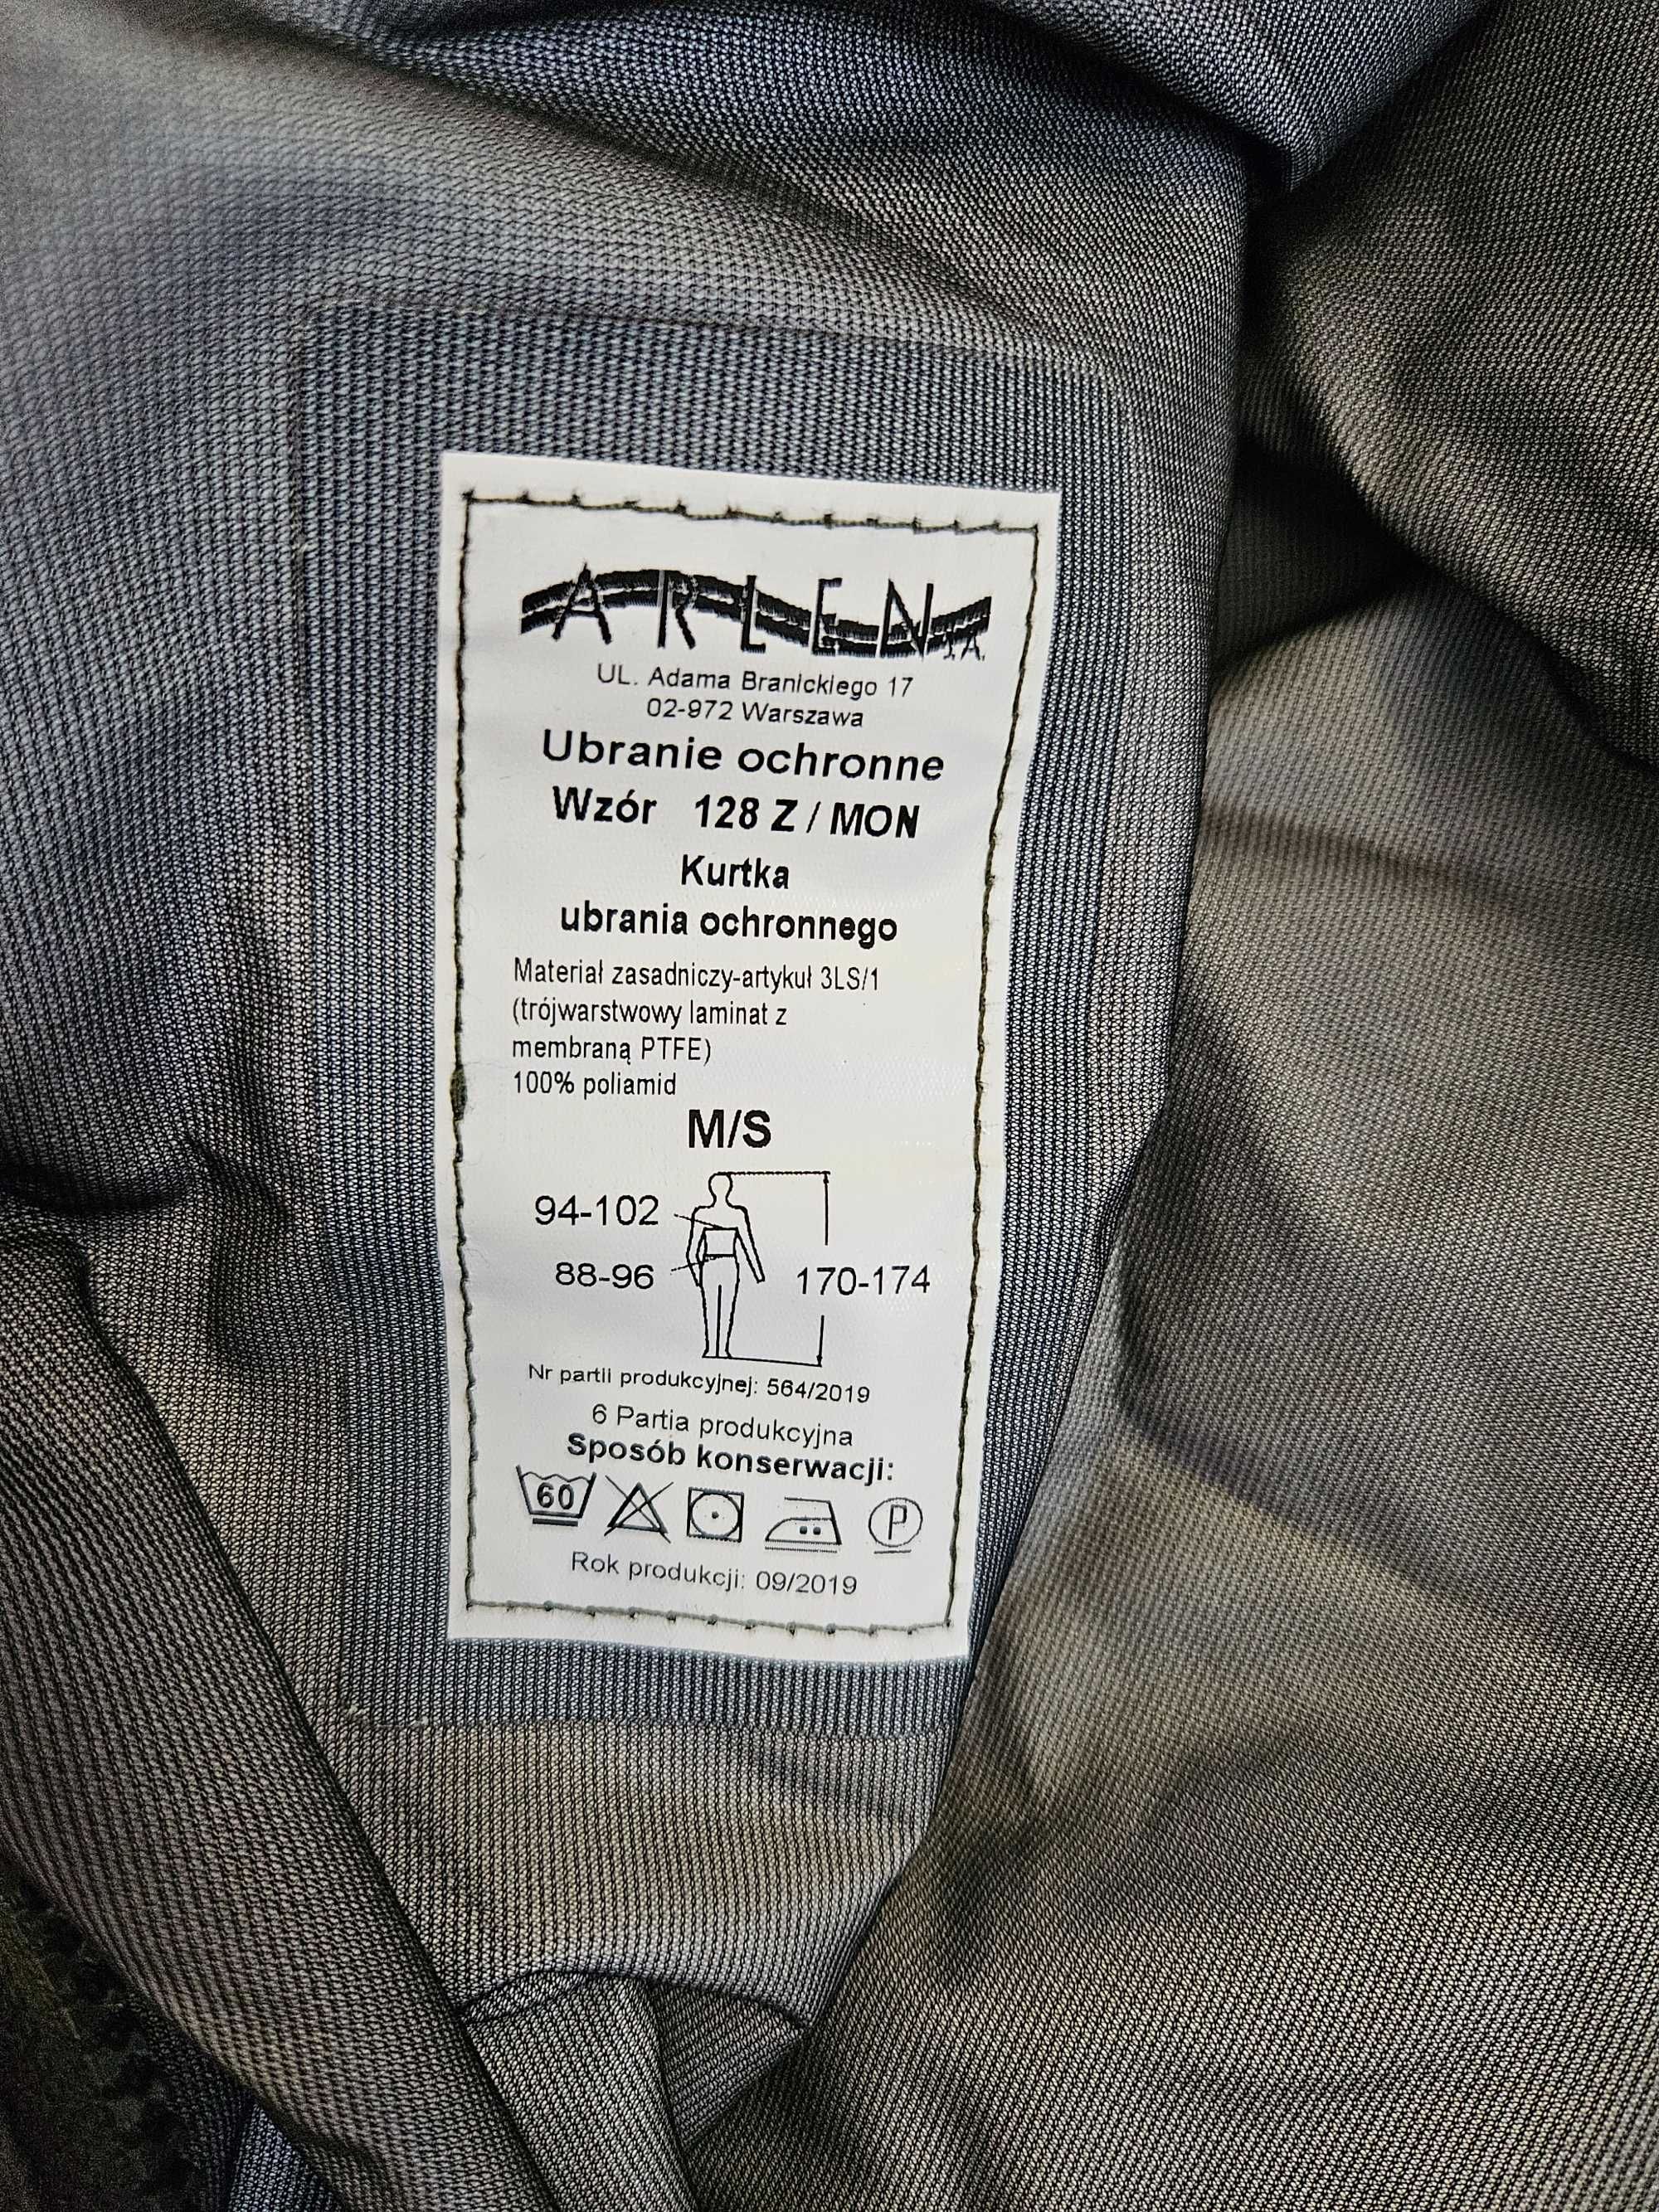 ARLEN S.A.
UL. Adama Branickiego 17
02-972 Warszawa
Ubranie ochronne
Wzór 128 Z / MON
Kurtka
ubrania ochronnego
Materiał zasadniczy-artykuł 3LS/1
(trójwarstwowy laminat z
membraną PTFE)
100% poliamid
M/S
94-102
88-96
170-174
Nr partii produkcyjnej: 564/2019
6 Partia produkcyjna
Sposób konserwacji:
60 P
Rok produkcji: 09/2019